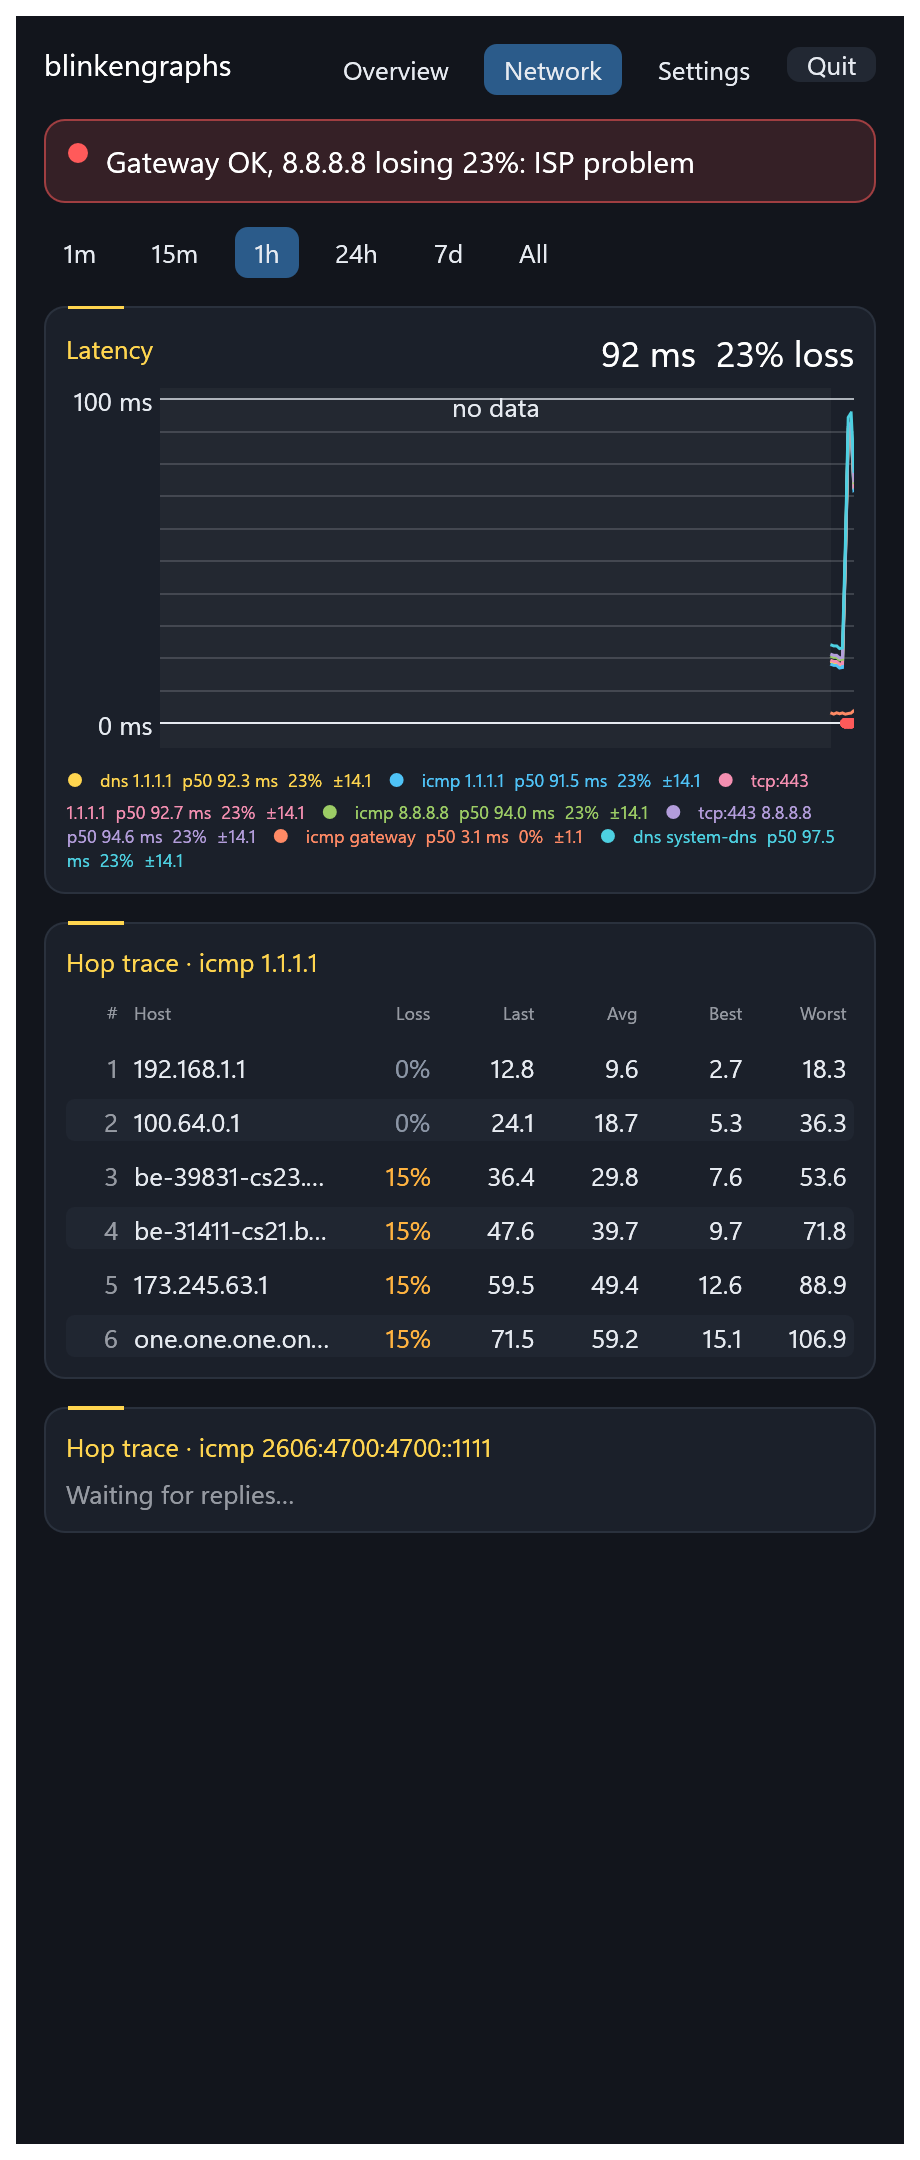 blinkengraphs Overview Network Settings Quit
Gateway OK, 8.8.8.8 losing 23%: ISP problem
1m 15m 1h 24h 7d All
Latency 92 ms 23% loss
100 ms
no data
0 ms
dns 1.1.1.1 p50 92.3 ms 23% ±14.1 icmp 1.1.1.1 p50 91.5 ms 23% ±14.1 tcp:443
1.1.1.1 p50 92.7 ms 23% ±14.1 icmp 8.8.8.8 p50 94.0 ms 23% ±14.1 tcp:443 8.8.8.8
p50 94.6 ms 23% ±14.1 icmp gateway p50 3.1 ms 0% ±1.1 dns system-dns p50 97.5
ms 23% ±14.1
Hop trace · icmp 1.1.1.1
# Host Loss Last Avg Best Worst
1 192.168.1.1 0% 12.8 9.6 2.7 18.3
2 100.64.0.1 0% 24.1 18.7 5.3 36.3
3 be-39831-cs23.... 15% 36.4 29.8 7.6 53.6
4 be-31411-cs21.b... 15% 47.6 39.7 9.7 71.8
5 173.245.63.1 15% 59.5 49.4 12.6 88.9
6 one.one.one.on... 15% 71.5 59.2 15.1 106.9
Hop trace · icmp 2606:4700:4700::1111
Waiting for replies...